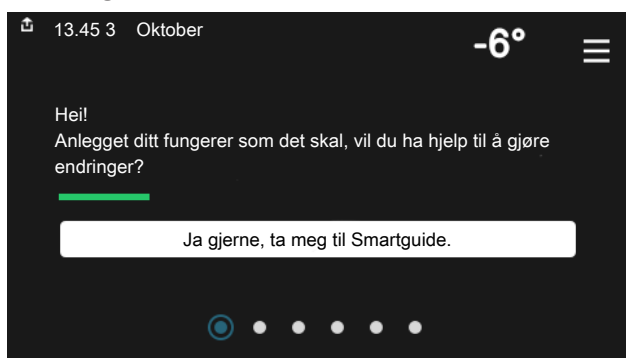 13.45 3 Oktober
-6°
Hei!
Anlegget ditt fungerer som det skal, vil du ha hjelp til å gjøre
endringer?
Ja gjerne, ta meg til Smartguide.